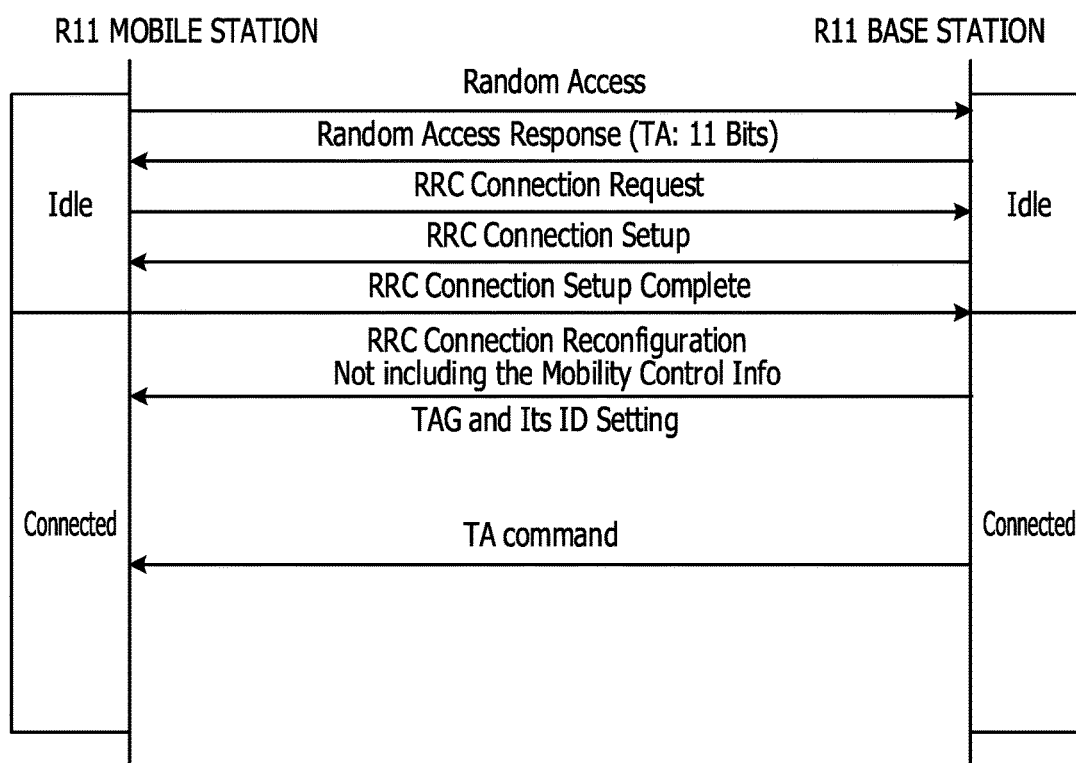 R11 MOBILE STATION
R11 BASE STATION
Random Access
Random Access Response (TA: 11 Bits)
RRC Connection Request
Idle
Idle
RRC Connection Setup
RRC Connection Setup Complete
RRC Connection Reconfiguration
Not including the Mobility Control Info
TAG and Its ID Setting
Connected
TA command
Connected